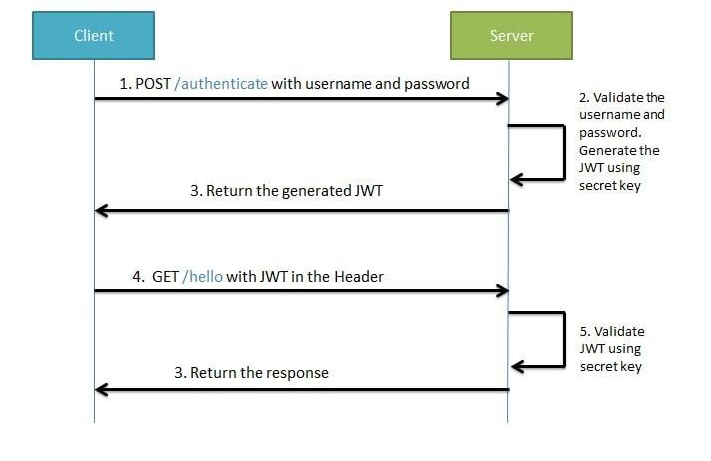 Client
Server
1. POST /authenticate with username and password
2. Validate the
username and
password.
Generate the
JWT using
secret key
3. Return the generated JWT
4. GET /hello with JWT in the Header
5. Validate
JWT using
secret key
3. Return the response